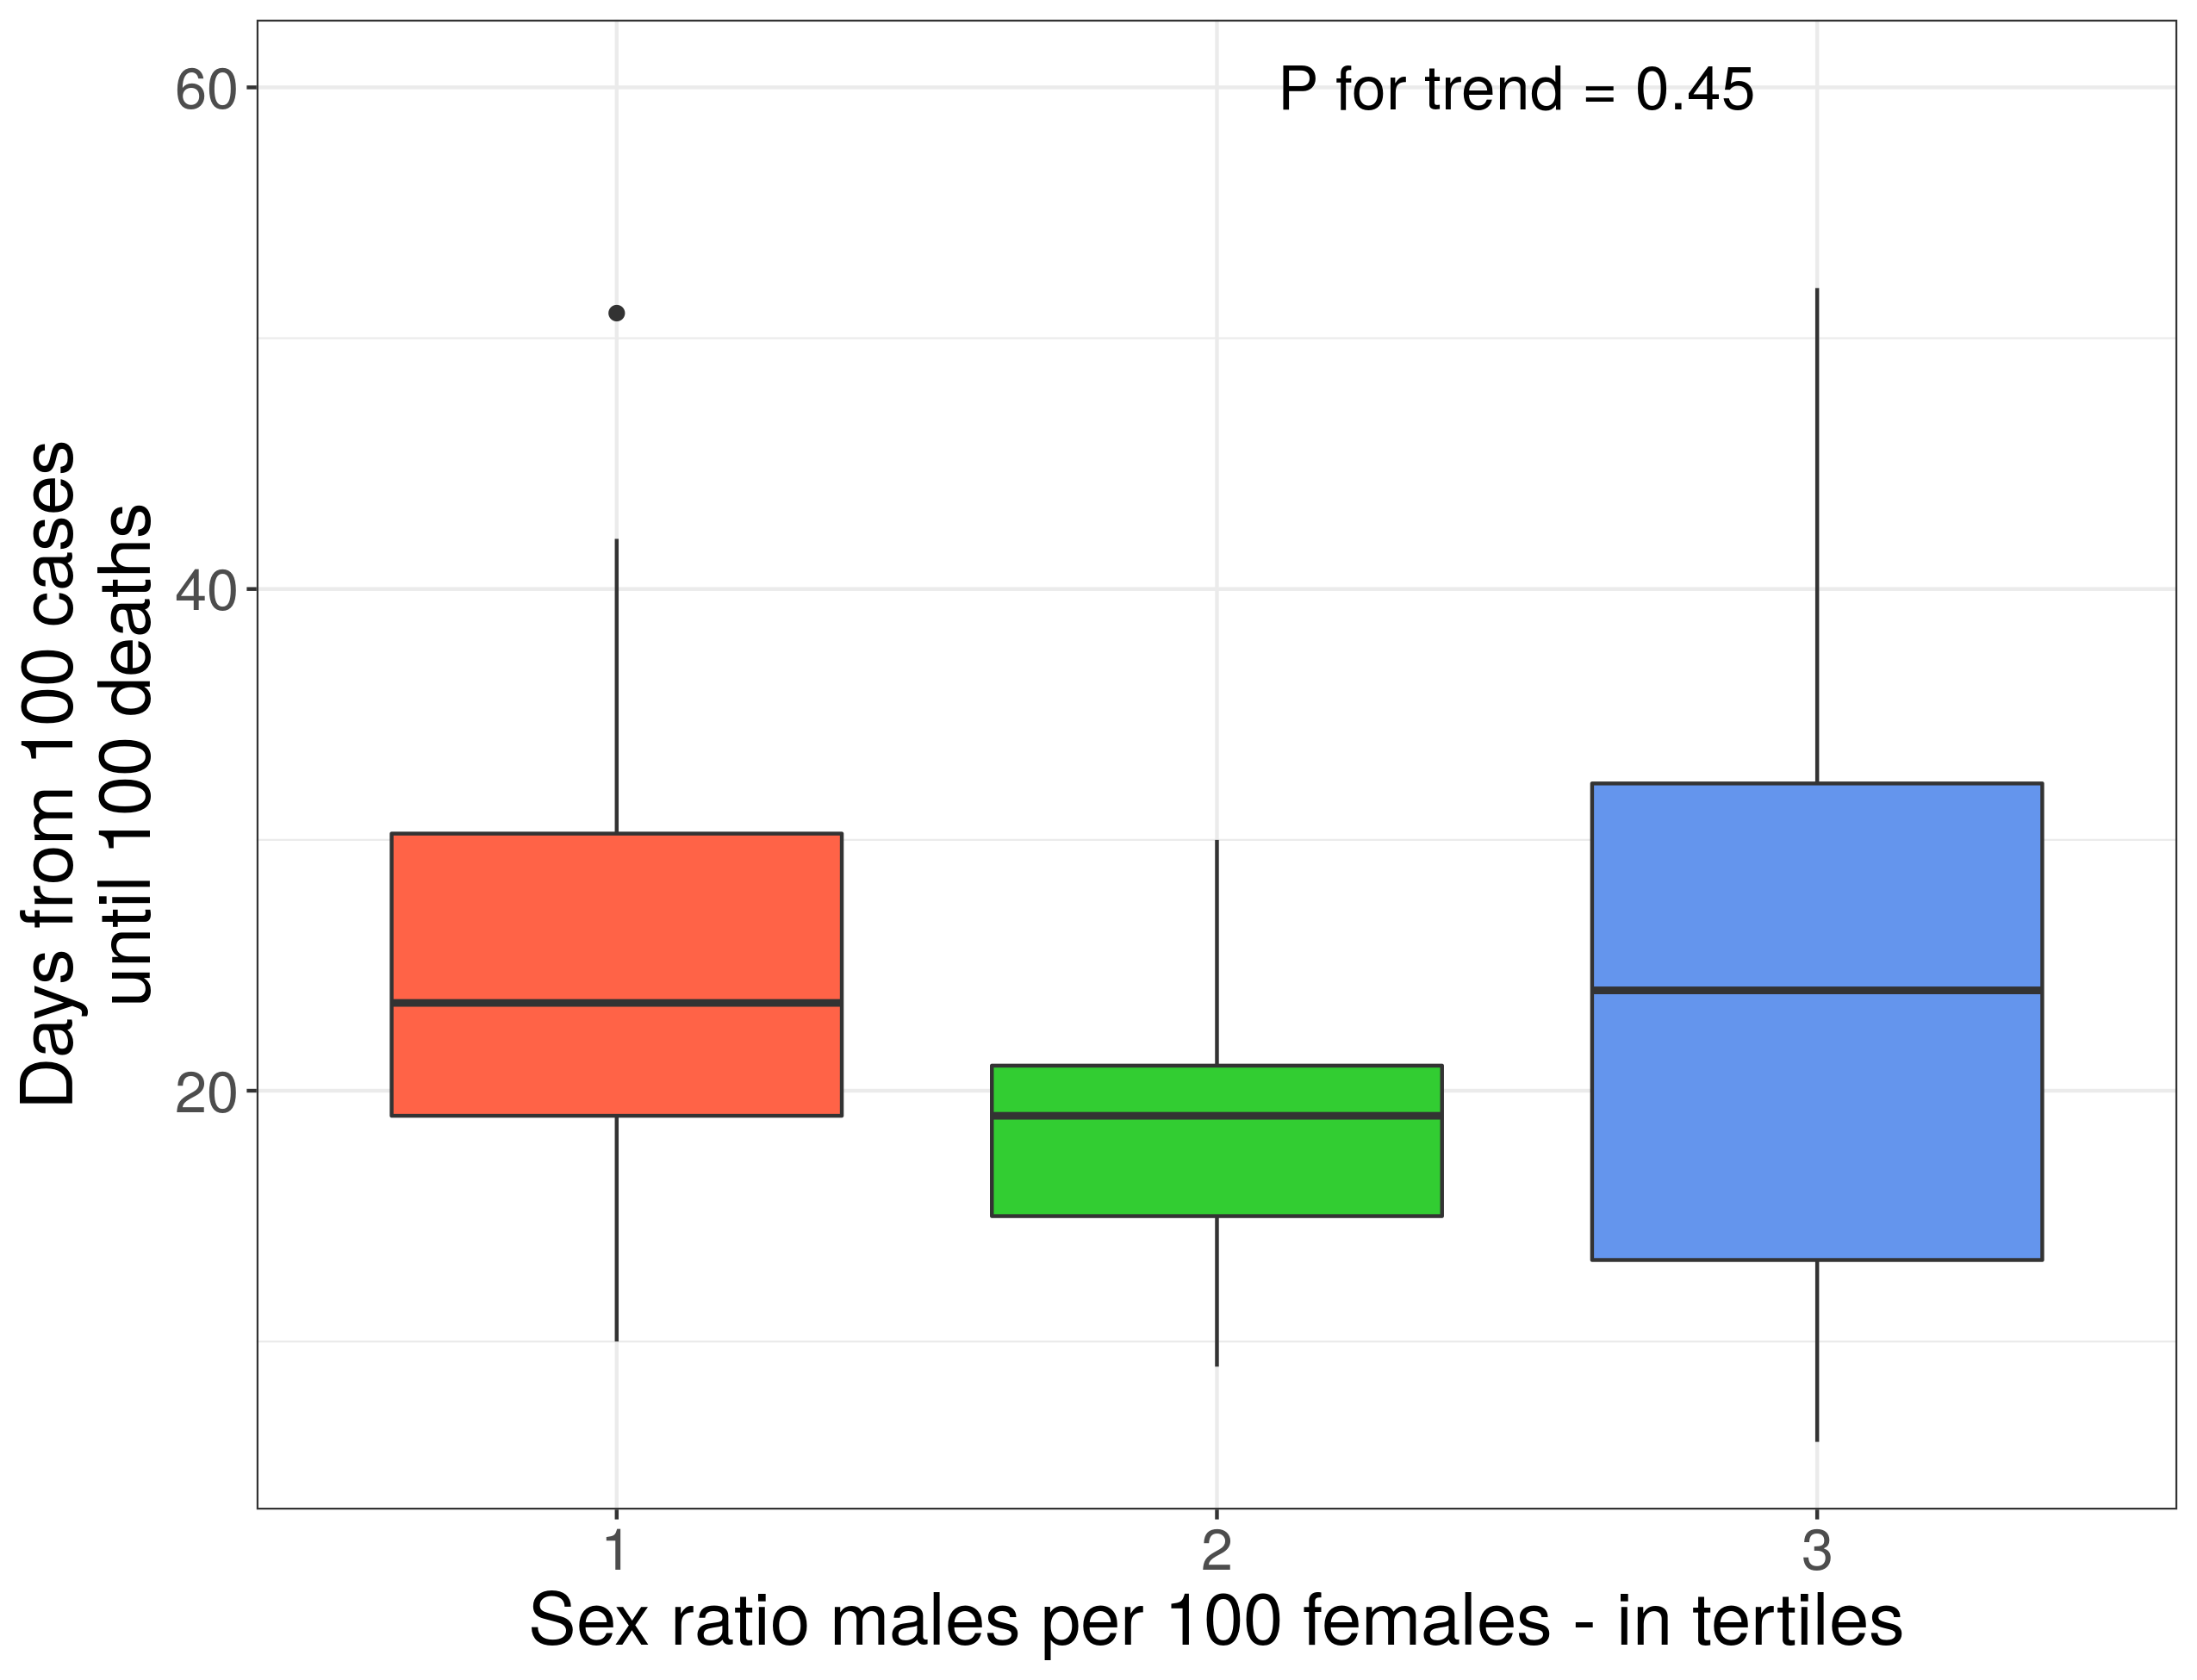 P for trend = 0.45
60
40
20
Days from 100 cases
until 100 deaths
1
2
3
Sex ratio males per 100 females - in tertiles